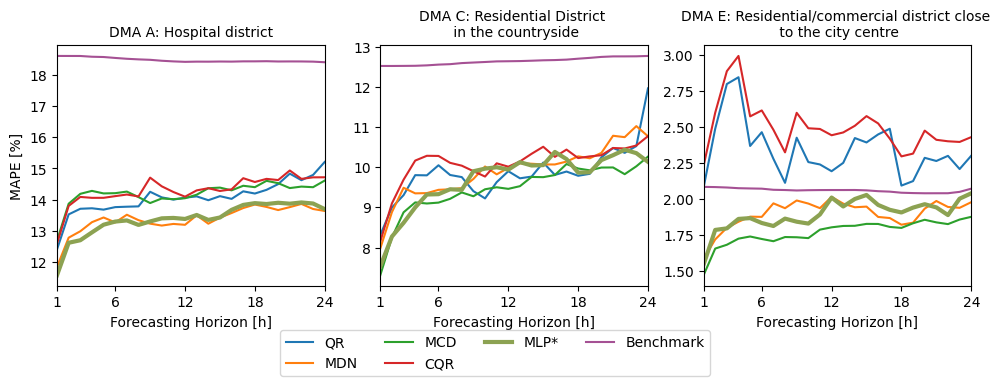 DMA A: Hospital district
DMA C: Residential District
in the countryside
DMA E: Residential/commercial district close
to the city centre
MAPE [%]
18
17
16
15
14
13
12
1 6 12 18 24
Forecasting Horizon [h]
13
12
11
10
9
8
1 6 12 18 24
Forecasting Horizon [h]
3.00
2.75
2.50
2.25
2.00
1.75
1.50
1 6 12 18 24
Forecasting Horizon [h]
QR MCD MLP* Benchmark
MDN CQR